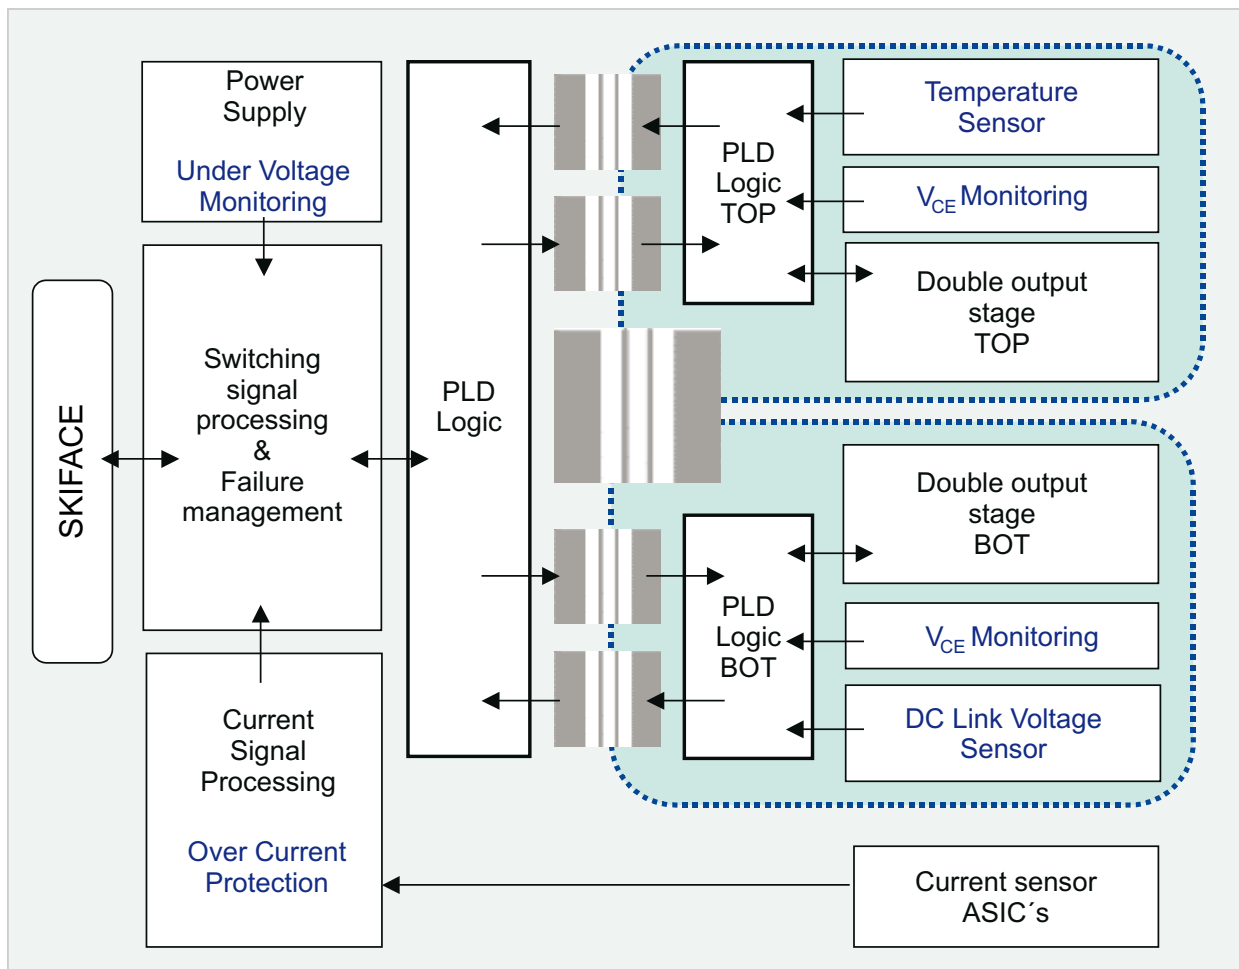 Power
Supply
Under Voltage
Monitoring
SKIFACE
Switching
signal
processing
&
Failure
management
Current
Signal
Processing
Over Current
Protection
PLD
Logic
PLD
Logic
TOP
Temperature
Sensor
VCE Monitoring
Double output
stage
TOP
PLD
Logic
BOT
Double output
stage
BOT
VCE Monitoring
DC Link Voltage
Sensor
Current sensor
ASIC´s